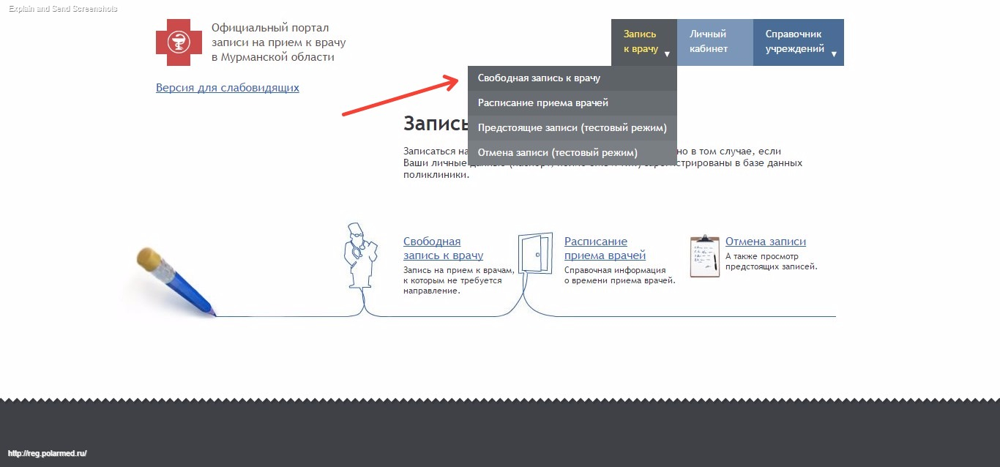 Explain and Send Screenshots
Официальный портал
записи на прием к врачу
в Мурманской области
Запись
к врачу
Личный
кабинет
Справочник
учреждений
Версия для слабовидящих
Свободная запись к врачу
Расписание приема врачей
Предстоящие записи (тестовый режим)
Отмена записи (тестовый режим)
Запись
Записаться на но в том случае, если
Ваши личные данные зарегистрированы в базе данных
поликлиники.
Свободная
запись к врачу
Запись на прием к врачам,
к которым не требуется
направление.
Расписание
приема врачей
Справочная информация
о времени приема врачей.
Отмена записи
А также просмотр
предстоящих записей.
http://reg.polarmed.ru/